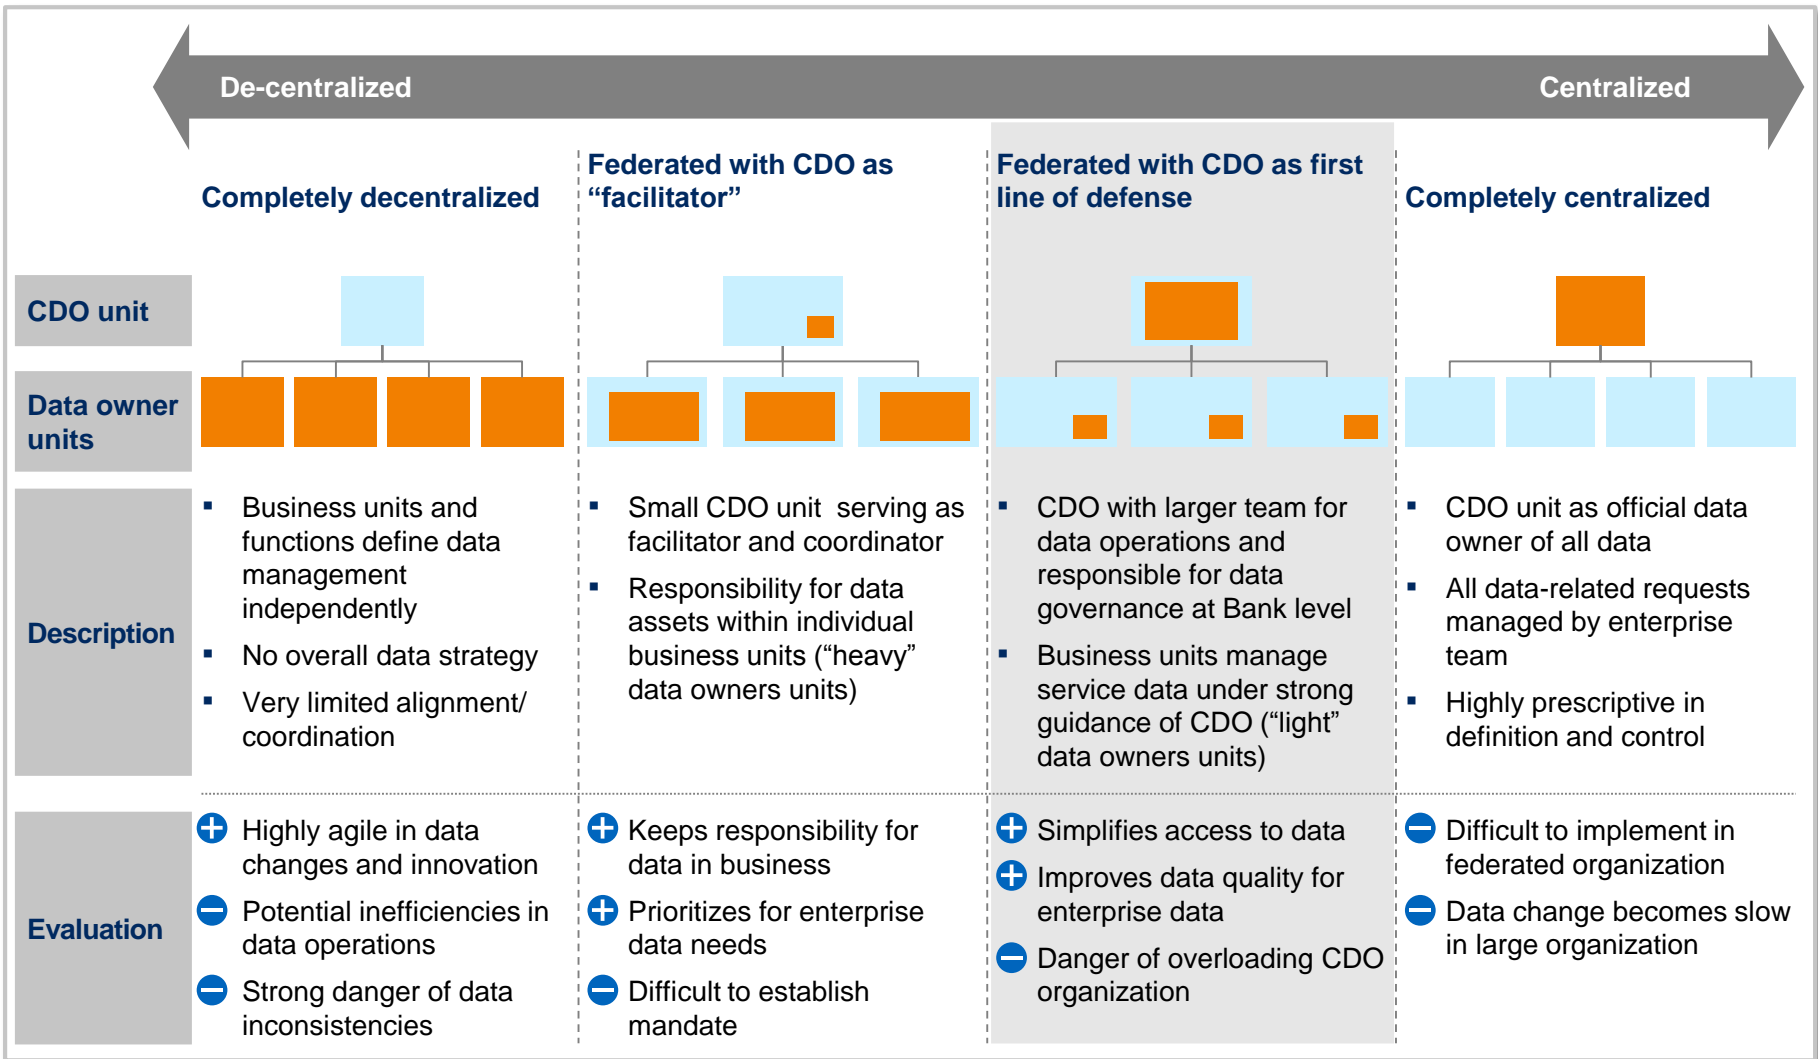 De-centralized
Centralized
Completely decentralized
Federated with CDO as
“facilitator”
Federated with CDO as first
line of defense
Completely centralized
CDO unit
Data owner
units
Description
▪ Business units and
functions define data
management
independently
▪ No overall data strategy
▪ Very limited alignment/
coordination
▪ Small CDO unit  serving as
facilitator and coordinator
▪ Responsibility for data
assets within individual
business units (“heavy”
data owners units)
▪ CDO with larger team for
data operations and
responsible for data
governance at Bank level
▪ Business units manage
service data under strong
guidance of CDO (“light”
data owners units)
▪ CDO unit as official data
owner of all data
▪ All data-related requests
managed by enterprise
team
▪ Highly prescriptive in
definition and control
Evaluation
+ Highly agile in data
changes and innovation
− Potential inefficiencies in
data operations
− Strong danger of data
inconsistencies
+ Keeps responsibility for
data in business
+ Prioritizes for enterprise
data needs
− Difficult to establish
mandate
+ Simplifies access to data
+ Improves data quality for
enterprise data
− Danger of overloading CDO
organization
− Difficult to implement in
federated organization
− Data change becomes slow
in large organization